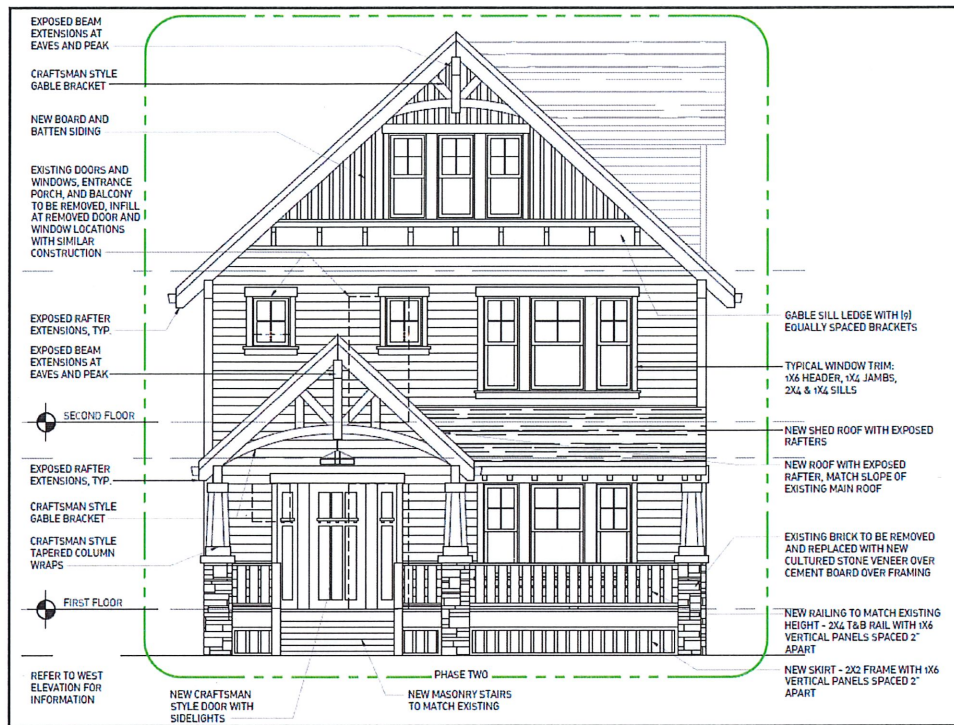 EXPOSED BEAM
EXTENSIONS AT
EAVES AND PEAK
CRAFTSMAN STYLE
GABLE BRACKET
NEW BOARD AND
BATTEN SIDING
EXISTING DOORS AND
WINDOWS, ENTRANCE
PORCH, AND BALCONY
TO BE REMOVED, INFILL
AT REMOVED DOOR AND
WINDOW LOCATIONS
WITH SIMILAR
CONSTRUCTION
EXPOSED RAFTER
EXTENSIONS, TYP.
EXPOSED BEAM
EXTENSIONS AT
EAVES AND PEAK
SECOND FLOOR
EXPOSED RAFTER
EXTENSIONS, TYP.
CRAFTSMAN STYLE
GABLE BRACKET
CRAFTSMAN STYLE
TAPERED COLUMN
WRAPS
FIRST FLOOR
REFER TO WEST
ELEVATION FOR
INFORMATION
NEW CRAFTSMAN
STYLE DOOR WITH
SIDELIGHTS
PHASE TWO
NEW MASONRY STAIRS
TO MATCH EXISTING
GABLE SILL LEDGE WITH (9)
EQUALLY SPACED BRACKETS
TYPICAL WINDOW TRIM:
1X6 HEADER, 1X4 JAMBS,
2X4 & 1X4 SILLS
NEW SHED ROOF WITH EXPOSED
RAFTERS
NEW ROOF WITH EXPOSED
RAFTER, MATCH SLOPE OF
EXISTING MAIN ROOF
EXISTING BRICK TO BE REMOVED
AND REPLACED WITH NEW
CULTURED STONE VENEER OVER
CEMENT BOARD OVER FRAMING
NEW RAILING TO MATCH EXISTING
HEIGHT - 2X4 T&B RAIL WITH 1X6
VERTICAL PANELS SPACED 2"
APART
NEW SKIRT - 2X2 FRAME WITH 1X6
VERTICAL PANELS SPACED 2"
APART